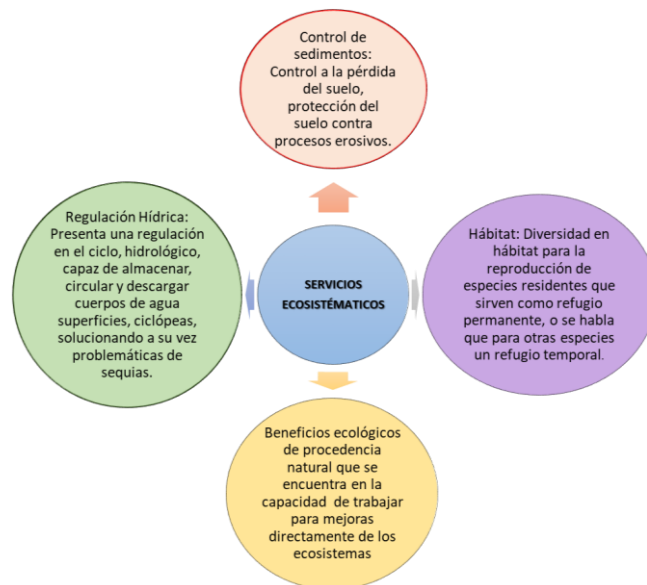 Control de
sedimentos:
Control a la pérdida
del suelo,
protección del
suelo contra
procesos erosivos.
Regulación Hídrica:
Presenta una regulación
en el ciclo, hidrológico,
capaz de almacenar,
circular y descargar
cuerpos de agua
superficies, ciclópeas,
solucionando a su vez
problemáticas de
sequias.
SERVICIOS
ECOSISTÉMATICOS
Hábitat: Diversidad en
hábitat para la
reproducción de
especies residentes que
sirven como refugio
permanente, o se habla
que para otras especies
un refugio temporal.
Beneficios ecológicos
de procedencia
natural que se
encuentra en la
capacidad de trabajar
para mejoras
directamente de los
ecosistemas